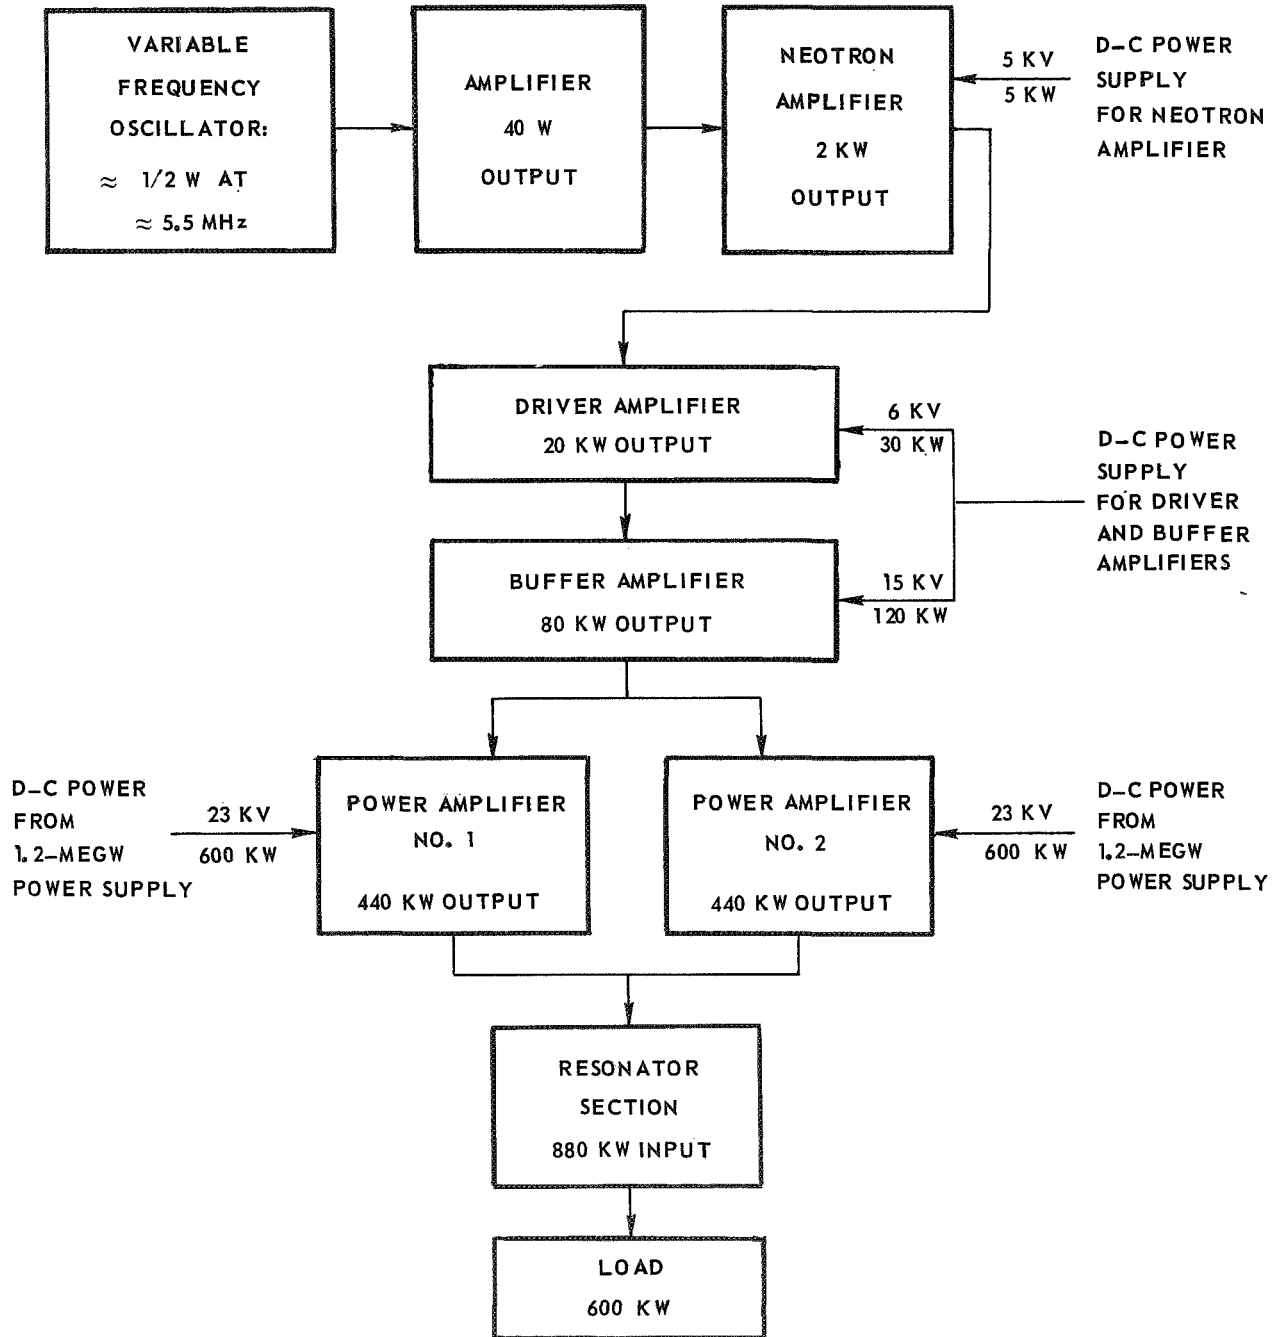 VARIABLE
FREQUENCY
OSCILLATOR:
≈ 1/2 W AT
≈ 5.5 MHz
AMPLIFIER
40 W
OUTPUT
NEOTRON
AMPLIFIER
2 KW
OUTPUT
5 KV
5 KW
D-C POWER
SUPPLY
FOR NEOTRON
AMPLIFIER
DRIVER AMPLIFIER
20 KW OUTPUT
6 KV
30 KW
D-C POWER
SUPPLY
FOR DRIVER
AND BUFFER
AMPLIFIERS
BUFFER AMPLIFIER
80 KW OUTPUT
15 KV
120 KW
D-C POWER
FROM
1.2-MEGW
POWER SUPPLY
23 KV
600 KW
POWER AMPLIFIER
NO. 1
440 KW OUTPUT
POWER AMPLIFIER
NO. 2
440 KW OUTPUT
23 KV
600 KW
D-C POWER
FROM
1.2-MEGW
POWER SUPPLY
RESONATOR
SECTION
880 KW INPUT
LOAD
600 KW